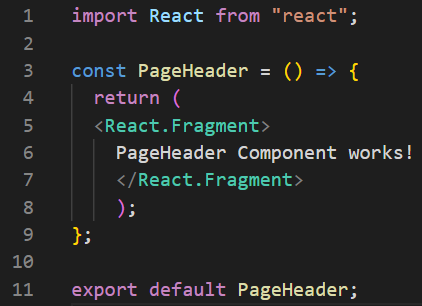 1 import React from "react";
2
3 const PageHeader = () => {
4   return (
5   <React.Fragment>
6     PageHeader Component works!
7     </React.Fragment>
8     );
9 };
10
11 export default PageHeader;